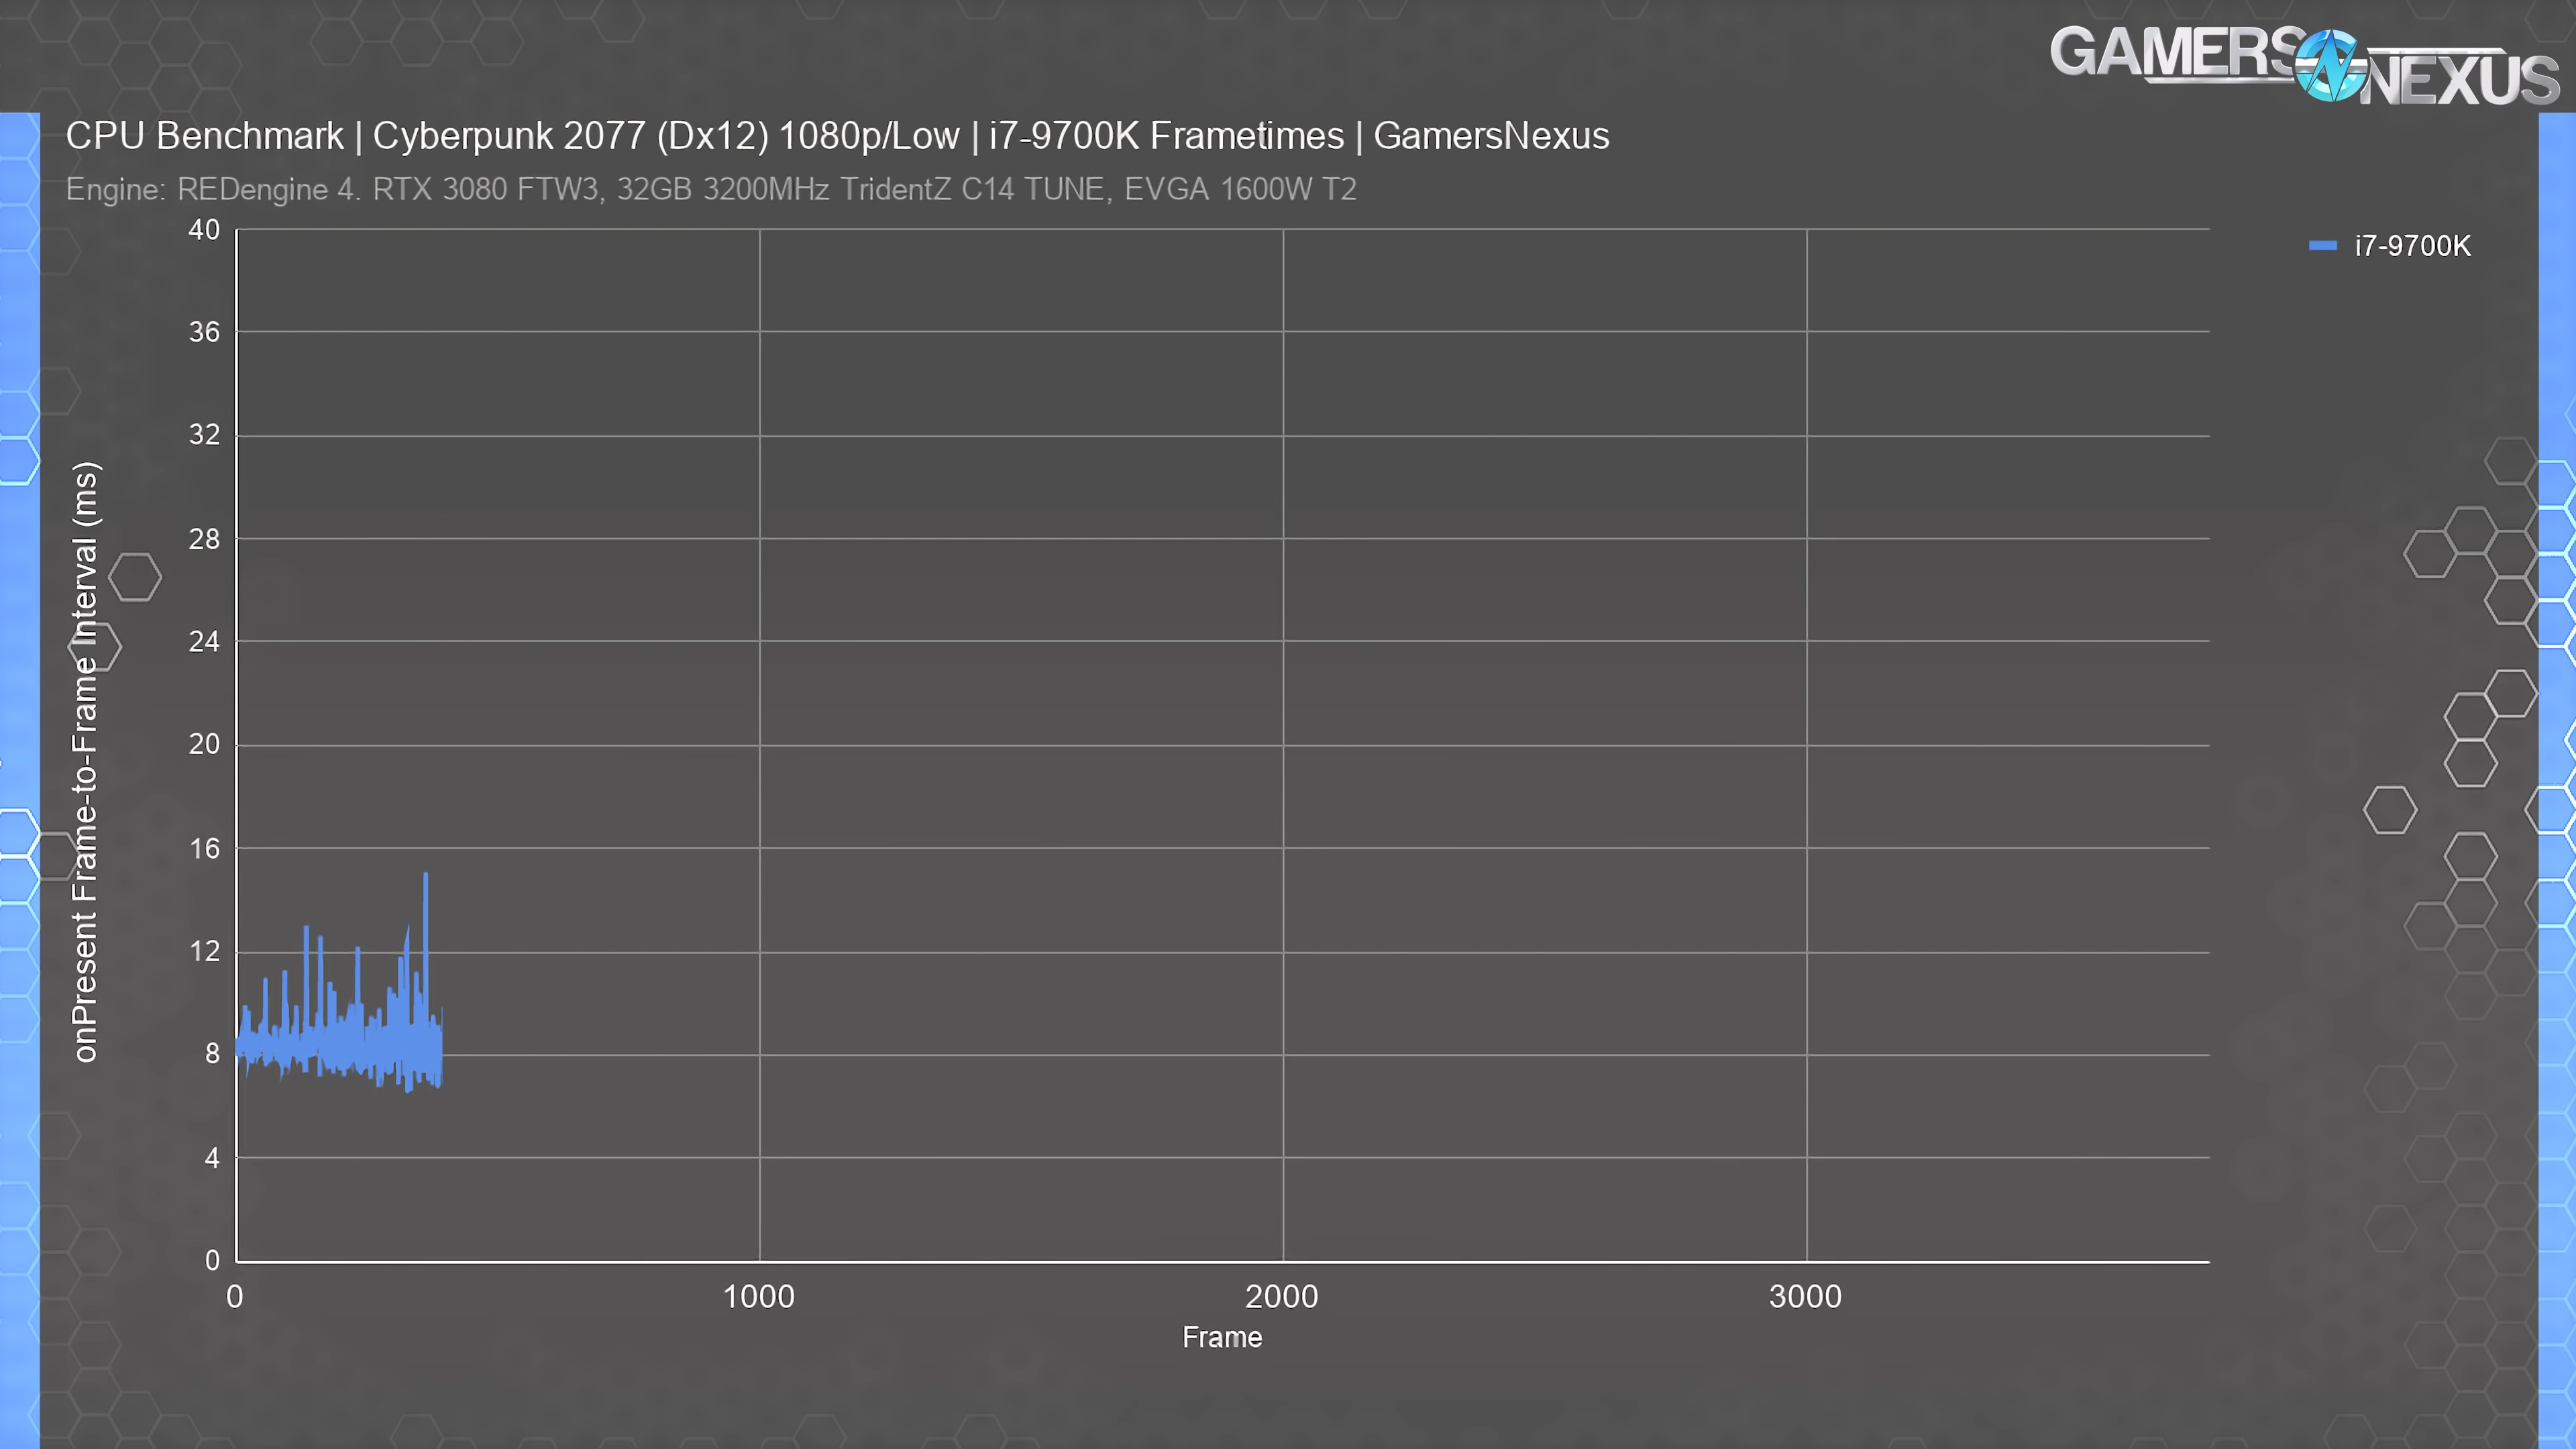 GAMERS NEXUS
CPU Benchmark | Cyberpunk 2077 (Dx12) 1080p/Low | i7-9700K Frametimes | GamersNexus
Engine: REDengine 4. RTX 3080 FTW3, 32GB 3200MHz TridentZ C14 TUNE, EVGA 1600W T2
i7-9700K
onPresent Frame-to-Frame Interval (ms)
40
36
32
28
24
20
16
12
8
4
0
0 1000 2000 3000
Frame